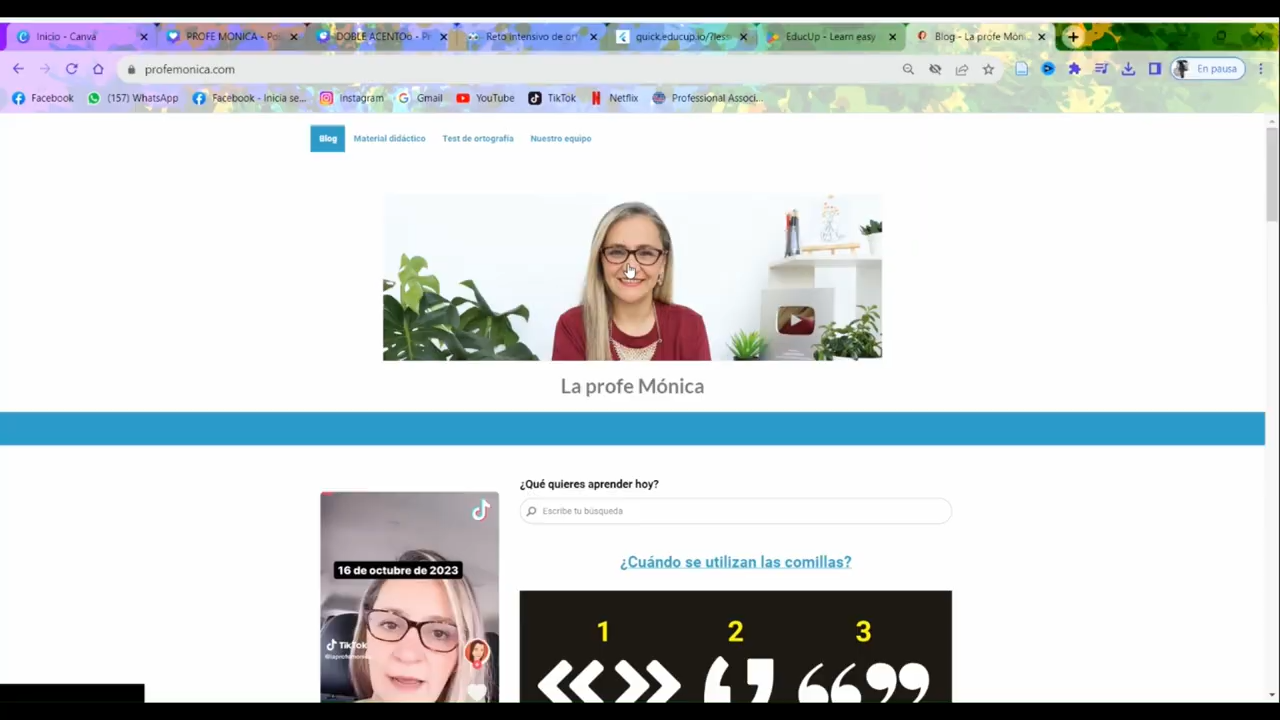 Inicio - Canva
PROFE MONICA - Po
DOBLE ACENTOo - P
Reto intensivo de or
quick.educup.io/?less
EducUp - Learn easy
Blog - La profe Móni
profemonica.com
En pausa
Facebook
(157) WhatsApp
Facebook - Inicia se...
Instagram
Gmail
YouTube
TikTok
Netflix
Professional Associ...
Blog
Material didáctico
Test de ortografía
Nuestro equipo
La profe Mónica
¿Qué quieres aprender hoy?
Escribe tu búsqueda
¿Cuándo se utilizan las comillas?
16 de octubre de 2023
1 2 3
« » ‘ ’ “ ”
TikTok